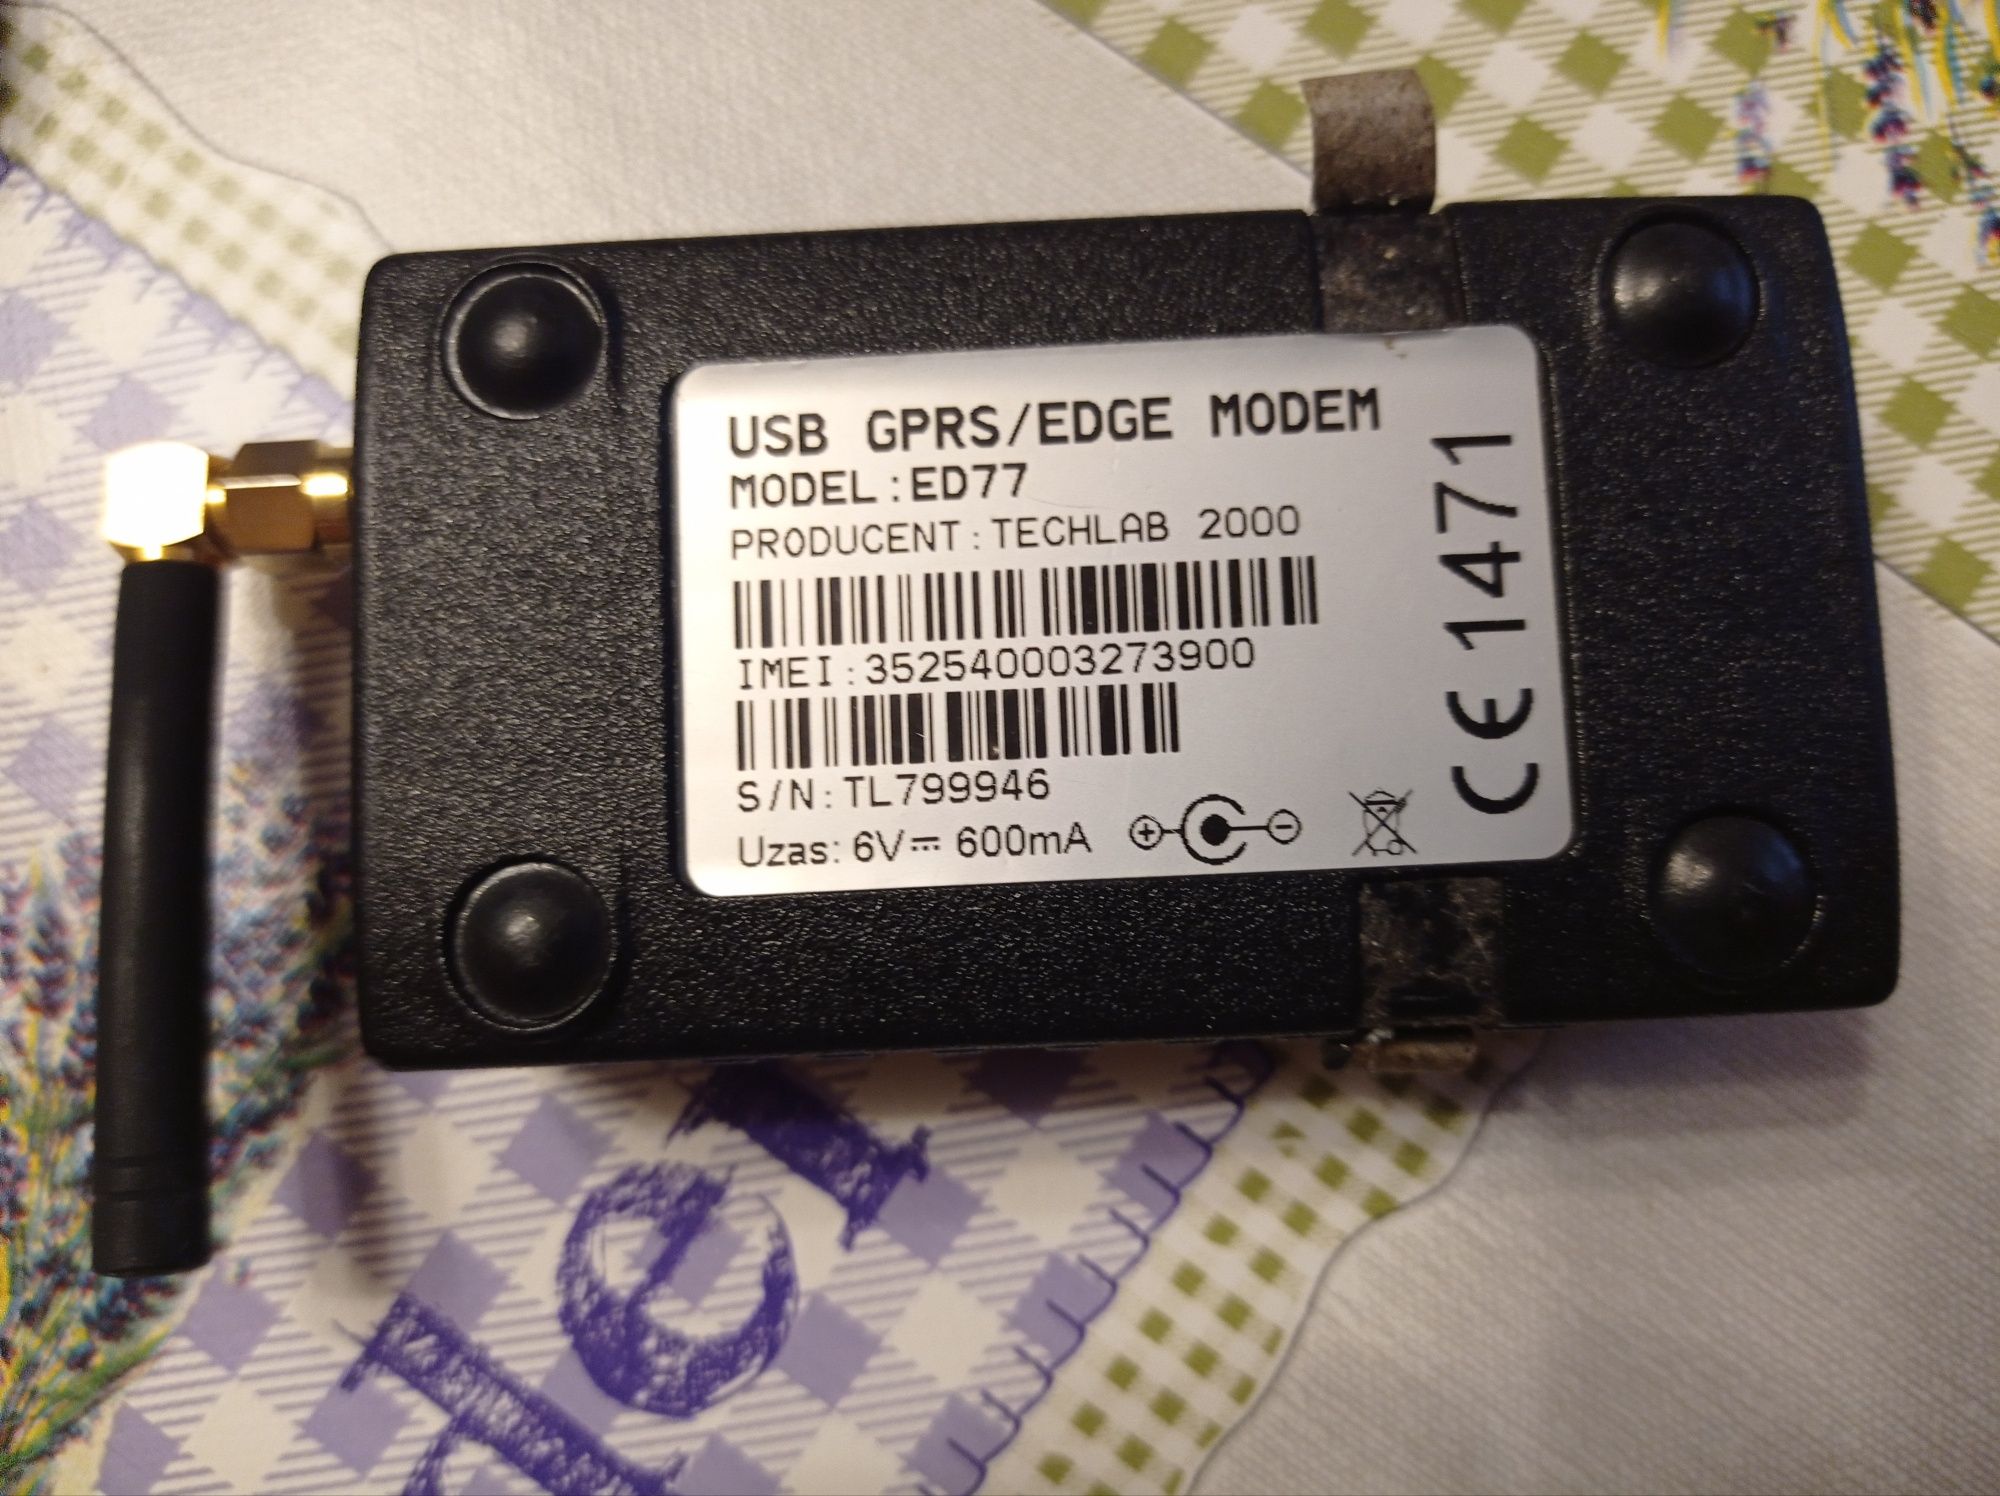 USB GPRS/EDGE MODEM
MODEL:ED77
PRODUCENT:TECHLAB 2000
IMEI:352540003273900
S/N:TL799946
Uzas: 6V⎓ 600mA
CE 1471